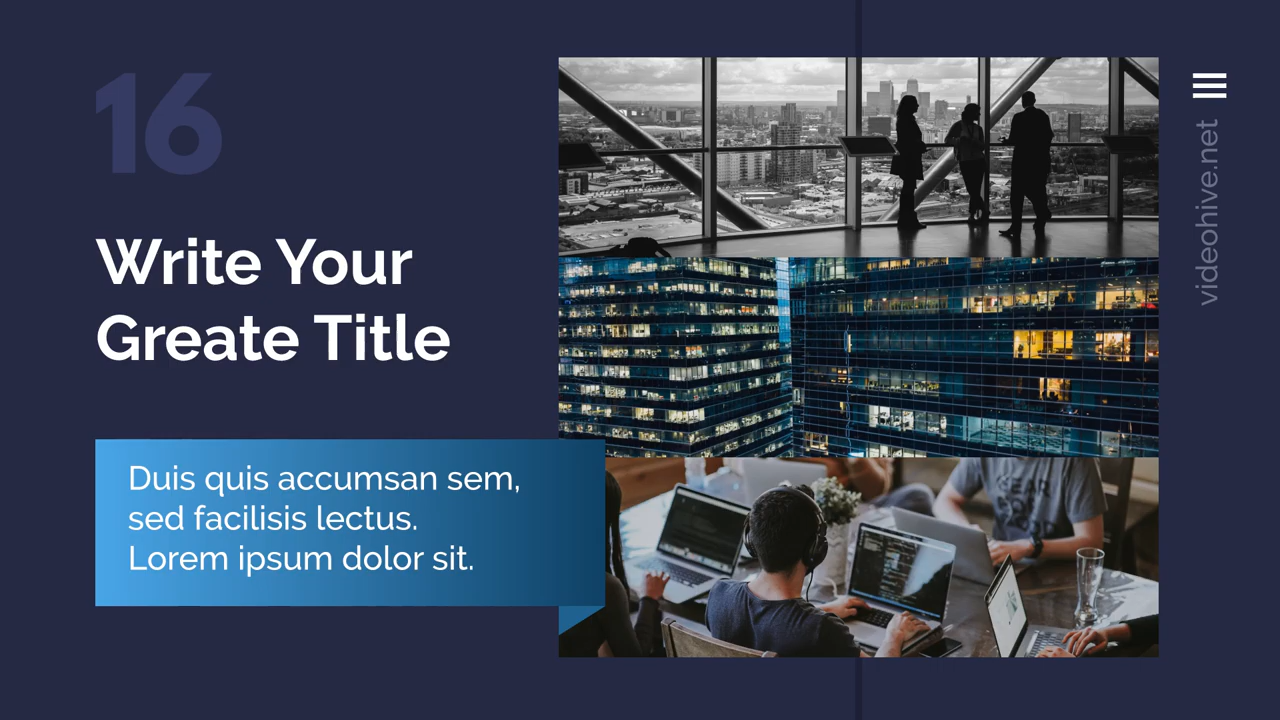 16
Write Your
Greate Title
Duis quis accumsan sem,
sed facilisis lectus.
Lorem ipsum dolor sit.
videohive.net